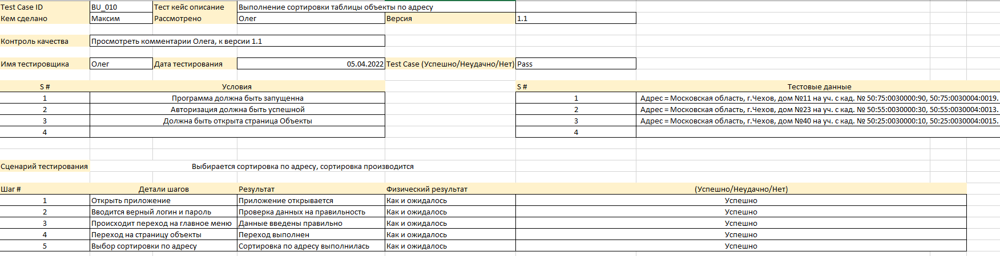 Test Case ID BU_010 Тест кейс описание Выполнение сортировки таблицы объекты по адресу
Кем сделано Максим Рассмотрено Олег Версия 1.1
Контроль качества Просмотреть комментарии Олега, к версии 1.1
Имя тестировщика Олег Дата тестирования 05.04.2022 Test Case (Успешно/Неудачно/Нет) Pass
S # Условия S # Тестовые данные
1 Программа должна быть запущенна 1 Адрес = Московская область, г.Чехов, дом №11 на уч. с кад. № 50:75:0030000:90, 50:75:0030004:0019.
2 Авторизация должна быть успешной 2 Адрес = Московская область, г.Чехов, дом №23 на уч. с кад. № 50:55:0030000:30, 50:55:0030004:0013.
3 Должна быть открыта страница Объекты 3 Адрес = Московская область, г.Чехов, дом №40 на уч. с кад. № 50:25:0030000:10, 50:25:0030004:0015.
4 4
Сценарий тестирования Выбирается сортировка по адресу, сортировка производится
Шаг # Детали шагов Результат Физический результат (Успешно/Неудачно/Нет)
1 Открыть приложение Приложение открывается Как и ожидалось Успешно
2 Вводится верный логин и пароль Проверка данных на правильность Как и ожидалось Успешно
3 Происходит переход на главное меню Данные введены правильно Как и ожидалось Успешно
4 Переход на страницу объекты Переход выполнен Как и ожидалось Успешно
5 Выбор сортировки по адресу Сортировка по адресу выполнилась Как и ожидалось Успешно